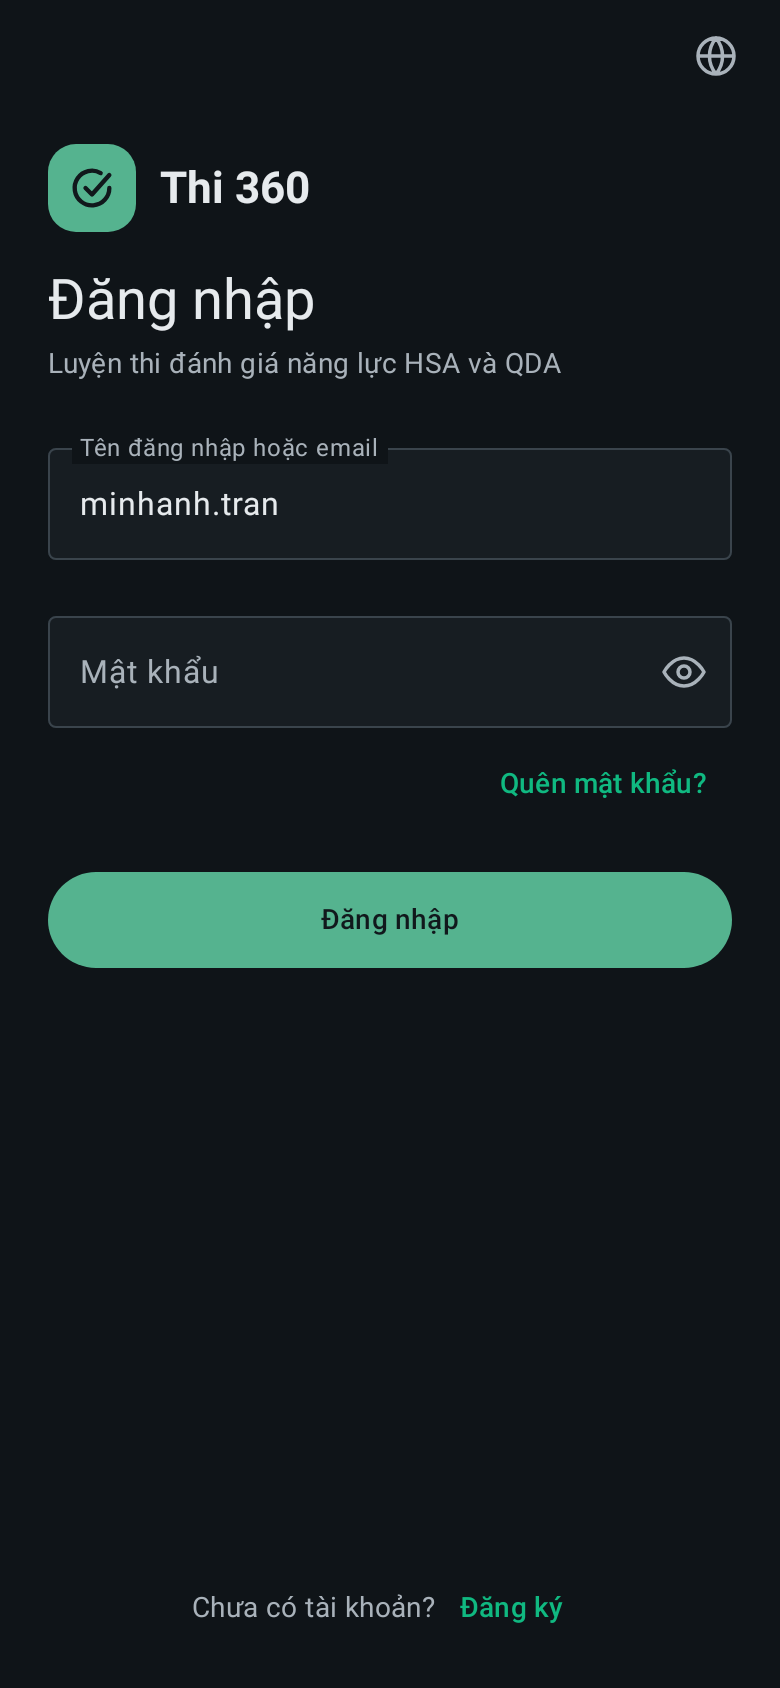 Thi 360
Đăng nhập
Luyện thi đánh giá năng lực HSA và QDA
Tên đăng nhập hoặc email
minhanh.tran
Mật khẩu
Quên mật khẩu?
Đăng nhập
Chưa có tài khoản? Đăng ký